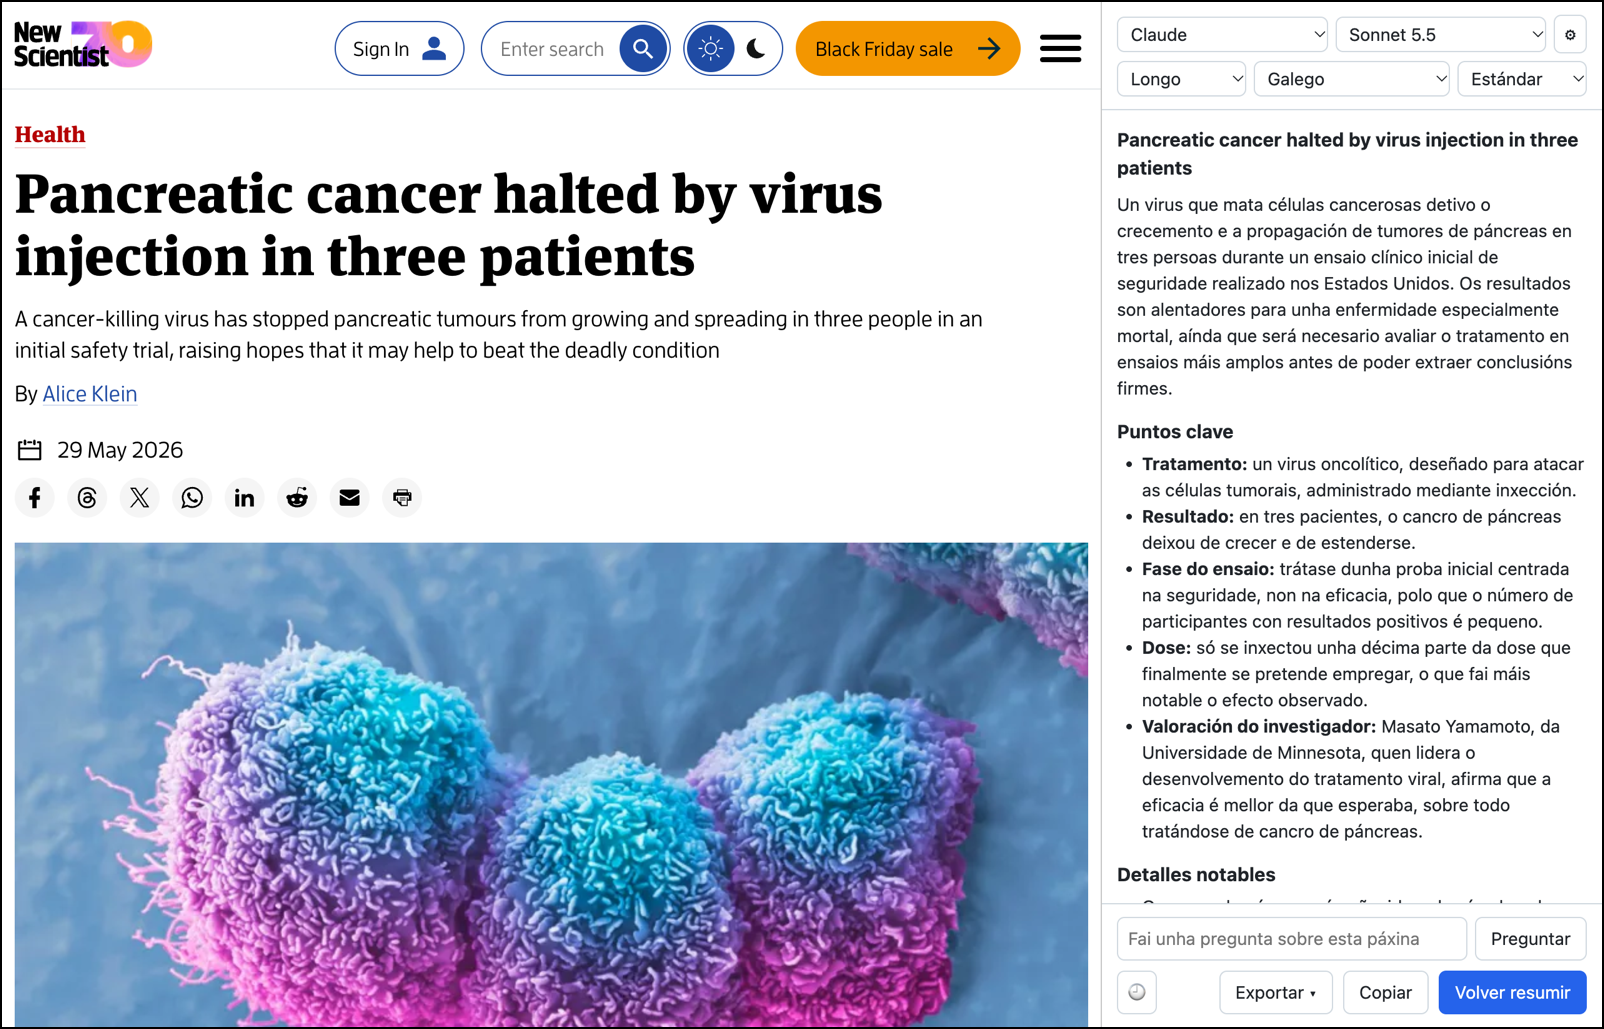 New
Scientist
70
Sign In
Enter search
Black Friday sale
Health
Pancreatic cancer halted by virus
injection in three patients
A cancer-killing virus has stopped pancreatic tumours from growing and spreading in three people in an
initial safety trial, raising hopes that it may help to beat the deadly condition
By Alice Klein
29 May 2026
Claude
Sonnet 5.5
Longo
Galego
Estándar
Pancreatic cancer halted by virus injection in three
patients
Un virus que mata células cancerosas detivo o
crecemento e a propagación de tumores de páncreas en
tres persoas durante un ensaio clínico inicial de
seguridade realizado nos Estados Unidos. Os resultados
son alentadores para unha enfermidade especialmente
mortal, aínda que será necesario avaliar o tratamento en
ensaios máis amplos antes de poder extraer conclusións
firmes.
Puntos clave
• Tratamento: un virus oncolítico, deseñado para atacar
as células tumorais, administrado mediante inxección.
• Resultado: en tres pacientes, o cancro de páncreas
deixou de crecer e de estenderse.
• Fase do ensaio: trátase dunha proba inicial centrada
na seguridade, non na eficacia, polo que o número de
participantes con resultados positivos é pequeno.
• Dose: só se inxectou unha décima parte da dose que
finalmente se pretende empregar, o que fai máis
notable o efecto observado.
• Valoración do investigador: Masato Yamamoto, da
Universidade de Minnesota, quen lidera o
desenvolvemento do tratamento viral, afirma que a
eficacia é mellor da que esperaba, sobre todo
tratándose de cancro de páncreas.
Detalles notables
Fai unha pregunta sobre esta páxina
Preguntar
Exportar ▾
Copiar
Volver resumir